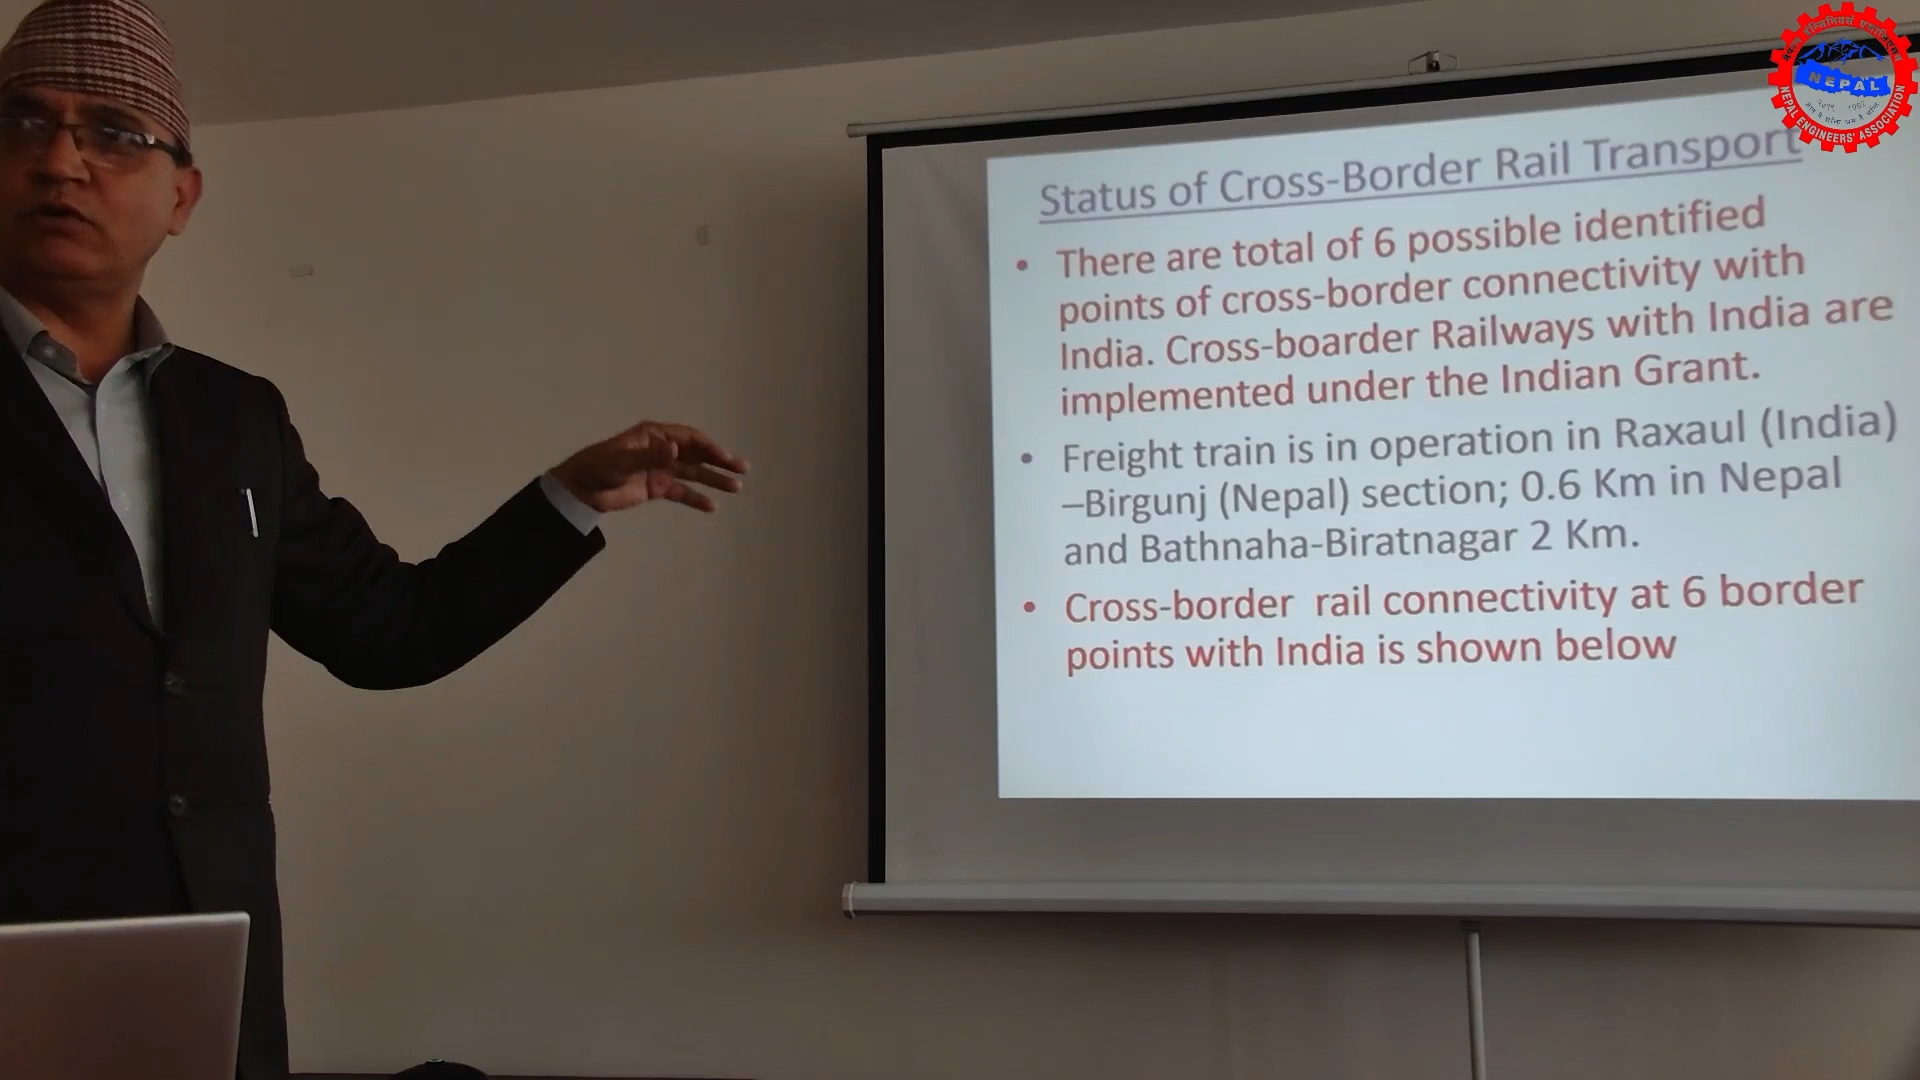 Status of Cross-Border Rail Transport
• There are total of 6 possible identified
points of cross-border connectivity with
India. Cross-boarder Railways with India are
implemented under the Indian Grant.
• Freight train is in operation in Raxaul (India)
–Birgunj (Nepal) section; 0.6 Km in Nepal
and Bathnaha-Biratnagar 2 Km.
• Cross-border  rail connectivity at 6 border
points with India is shown below
NEPAL
1962
NEPAL ENGINEERS' ASSOCIATION